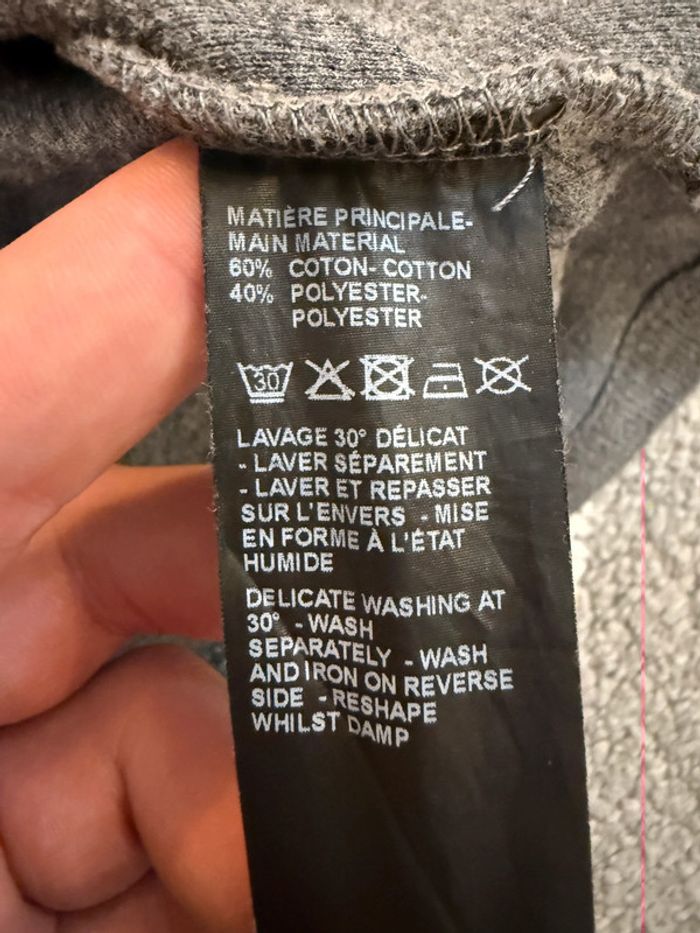 MATIÈRE PRINCIPALE-
MAIN MATERIAL
60% COTON- COTTON
40% POLYESTER-
POLYESTER
30
LAVAGE 30° DÉLICAT
- LAVER SÉPAREMENT
- LAVER ET REPASSER
SUR L'ENVERS - MISE
EN FORME À L'ÉTAT
HUMIDE
DELICATE WASHING AT
30° - WASH
SEPARATELY - WASH
AND IRON ON REVERSE
SIDE - RESHAPE
WHILST DAMP